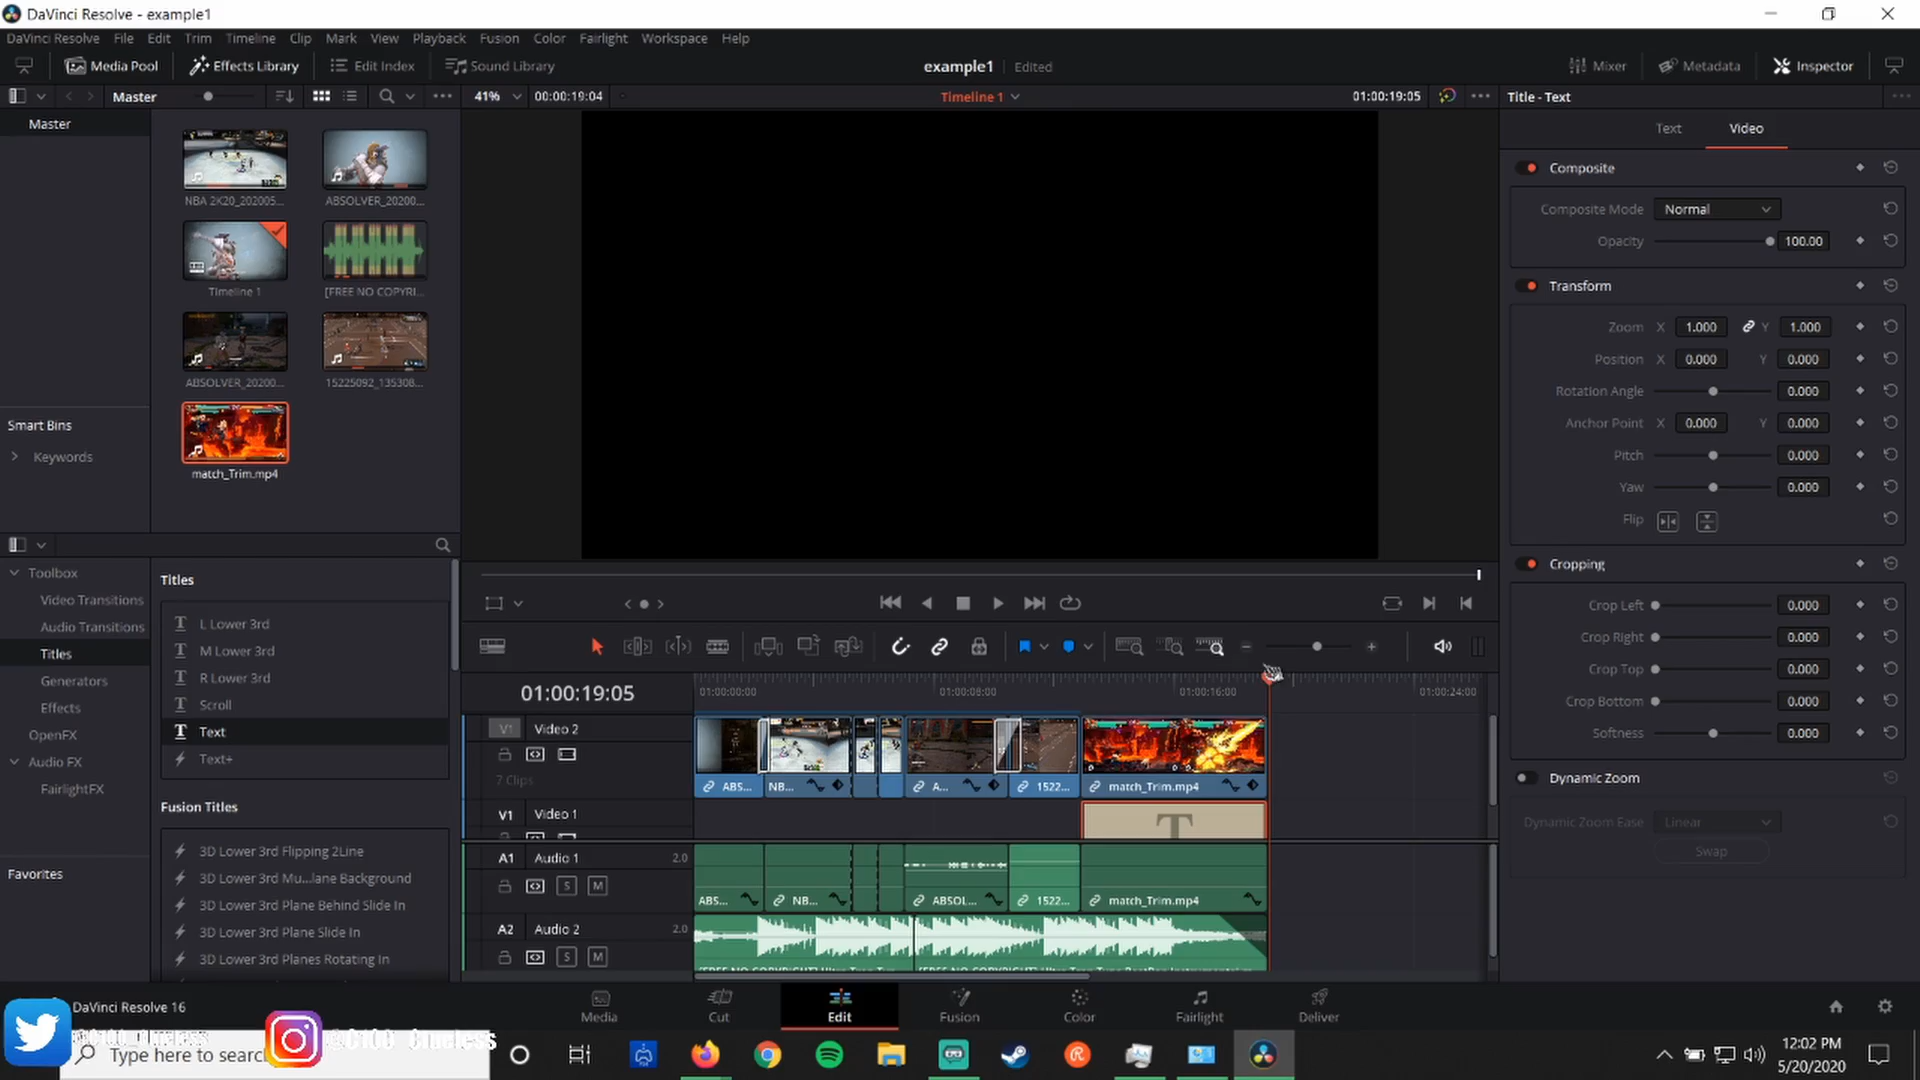 DaVinci Resolve - example1
DaVinci Resolve File Edit Trim Timeline Clip Mark View Playback Fusion Color Fairlight Workspace Help
Media Pool Effects Library Edit Index Sound Library example1 Edited Mixer Metadata Inspector
Master 41% 00:00:19:04 Timeline 1 01:00:19:05 Title - Text
Master
Text Video
NBA 2K20_202005... ABSOLVER_20200...
Timeline 1 [FREE NO COPYRI...
ABSOLVER_20200... 15225092_135308...
match_Trim.mp4
Smart Bins
Keywords
Composite
Composite Mode Normal
Opacity 100.00
Transform
Zoom X 1.000 Y 1.000
Position X 0.000 Y 0.000
Rotation Angle 0.000
Anchor Point X 0.000 Y 0.000
Pitch 0.000
Yaw 0.000
Flip
Cropping
Crop Left 0.000
Crop Right 0.000
Crop Top 0.000
Crop Bottom 0.000
Softness 0.000
Dynamic Zoom
Dynamic Zoom Ease Linear
Swap
Toolbox
Video Transitions
Audio Transitions
Titles
Generators
Effects
OpenFX
Audio FX
FairlightFX
Favorites
Titles
L Lower 3rd
M Lower 3rd
R Lower 3rd
Scroll
Text
Text+
Fusion Titles
3D Lower 3rd Flipping 2Line
3D Lower 3rd Mu...lane Background
3D Lower 3rd Plane Behind Slide In
3D Lower 3rd Plane Slide In
3D Lower 3rd Planes Rotating In
01:00:19:05 01:00:00:00 01:00:08:00 01:00:16:00 01:00:24:00
V1 Video 2
7 Clips
ABS... NB... A... 1522... match_Trim.mp4
V1 Video 1
T
A1 Audio 1 2.0
S M
ABS... NB... ABSOL... 1522... match_Trim.mp4
A2 Audio 2 2.0
S M
DaVinci Resolve 16
Media Cut Edit Fusion Color Fairlight Deliver
Type here to search
12:02 PM
5/20/2020